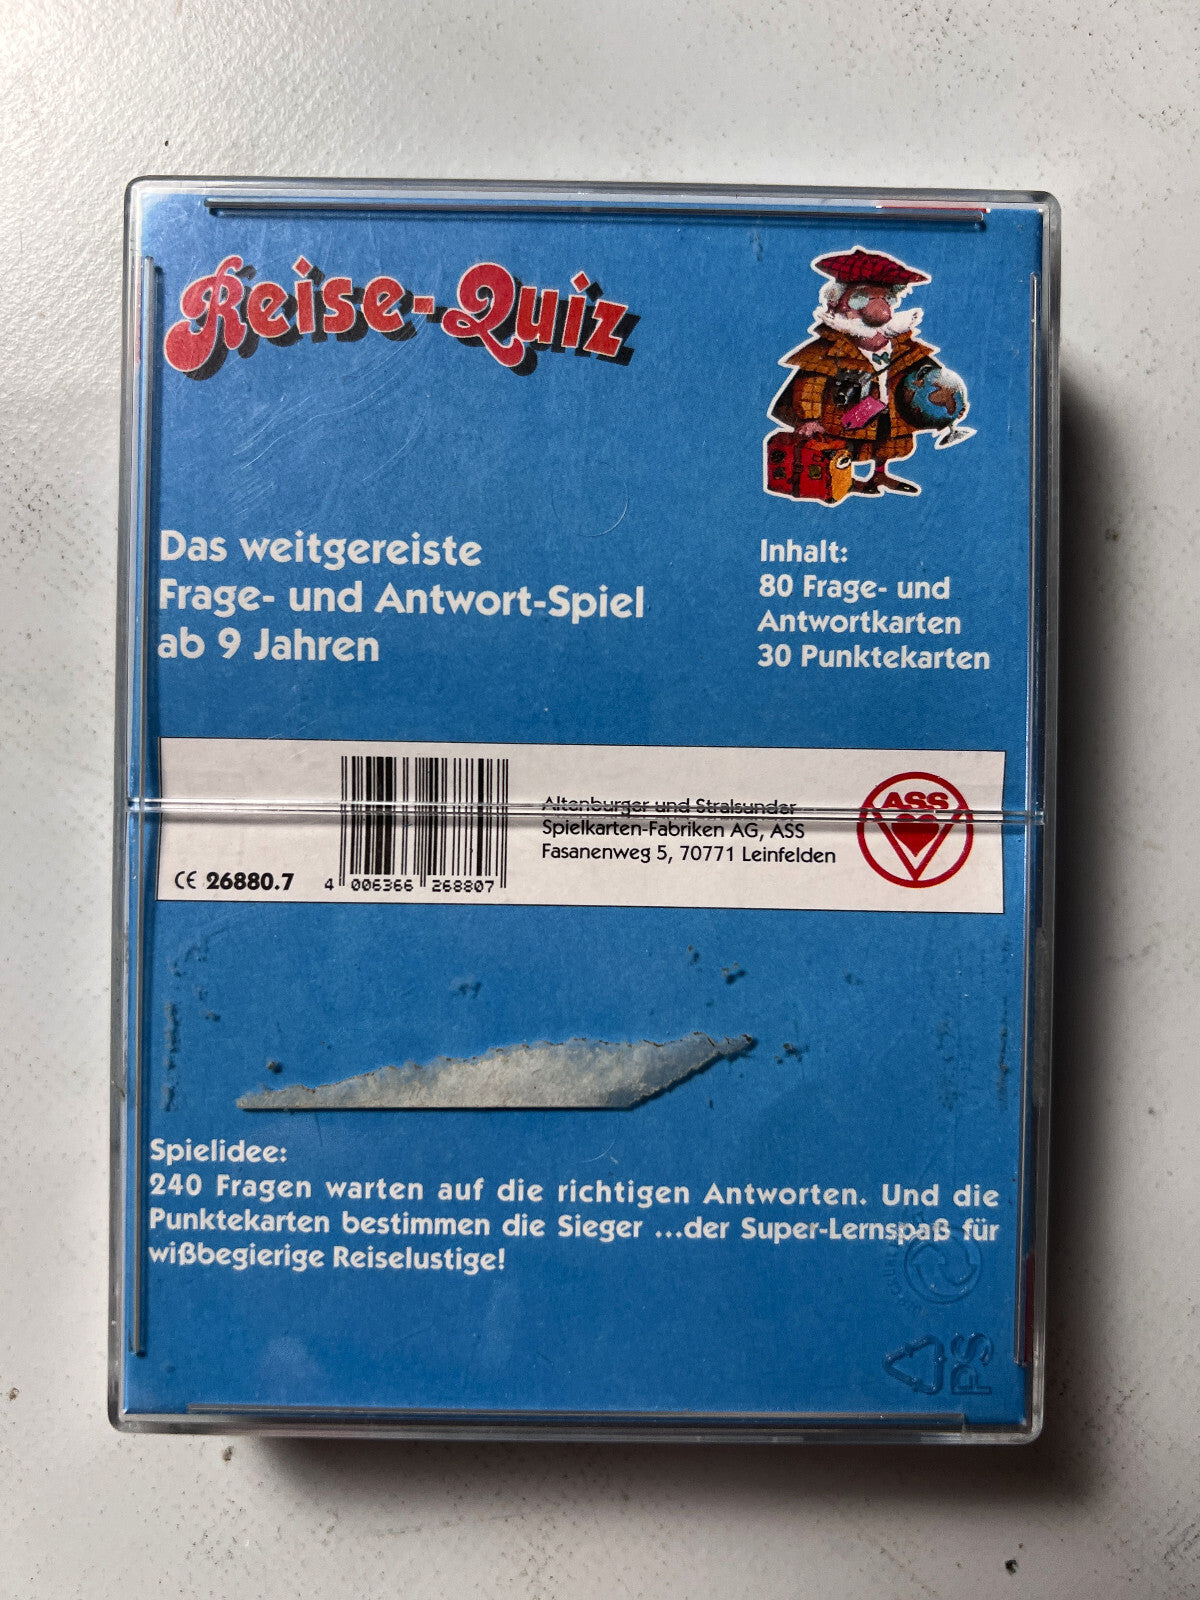 Reise-Quiz
Das weitgereiste
Frage- und Antwort-Spiel
ab 9 Jahren
Inhalt:
80 Frage- und
Antwortkarten
30 Punktekarten
CE 26880.7
4 006366 268807
Altenburger und Stralsunder
Spielkarten-Fabriken AG, ASS
Fasanenweg 5, 70771 Leinfelden
ASS
Spielidee:
240 Fragen warten auf die richtigen Antworten. Und die
Punktekarten bestimmen die Sieger ...der Super-Lernspaß für
wißbegierige Reiselustige!
PS